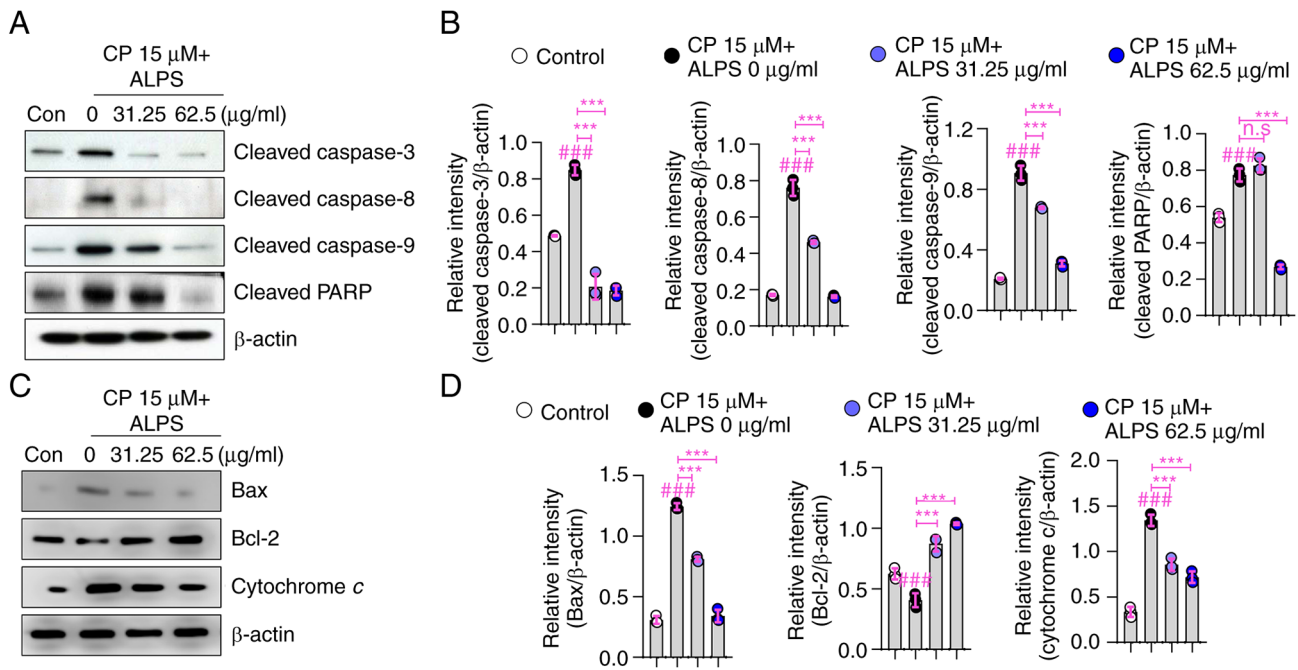 A
CP 15 μM+
ALPS
Con 0 31.25 62.5 (μg/ml)
Cleaved caspase-3
Cleaved caspase-8
Cleaved caspase-9
Cleaved PARP
β-actin
B
Control
CP 15 μM+
ALPS 0 μg/ml
CP 15 μM+
ALPS 31.25 μg/ml
CP 15 μM+
ALPS 62.5 μg/ml
Relative intensity
(cleaved caspase-3/β-actin)
1.0
0.8
0.6
0.4
0.2
0.0
###
***
***
Relative intensity
(cleaved caspase-8/β-actin)
1.0
0.8
0.6
0.4
0.2
0.0
###
***
***
Relative intensity
(cleaved caspase-9/β-actin)
1.2
0.8
0.4
0.0
###
***
***
Relative intensity
(cleaved PARP/β-actin)
1.0
0.8
0.6
0.4
0.2
0.0
###
n.s
***
C
CP 15 μM+
ALPS
Con 0 31.25 62.5 (μg/ml)
Bax
Bcl-2
Cytochrome c
β-actin
D
Control
CP 15 μM+
ALPS 0 μg/ml
CP 15 μM+
ALPS 31.25 μg/ml
CP 15 μM+
ALPS 62.5 μg/ml
Relative intensity
(Bax/β-actin)
1.5
1.0
0.5
0.0
###
***
***
Relative intensity
(Bcl-2/β-actin)
1.5
1.0
0.5
0.0
###
***
***
Relative intensity
(cytochrome c/β-actin)
2.0
1.5
1.0
0.5
0.0
###
***
***